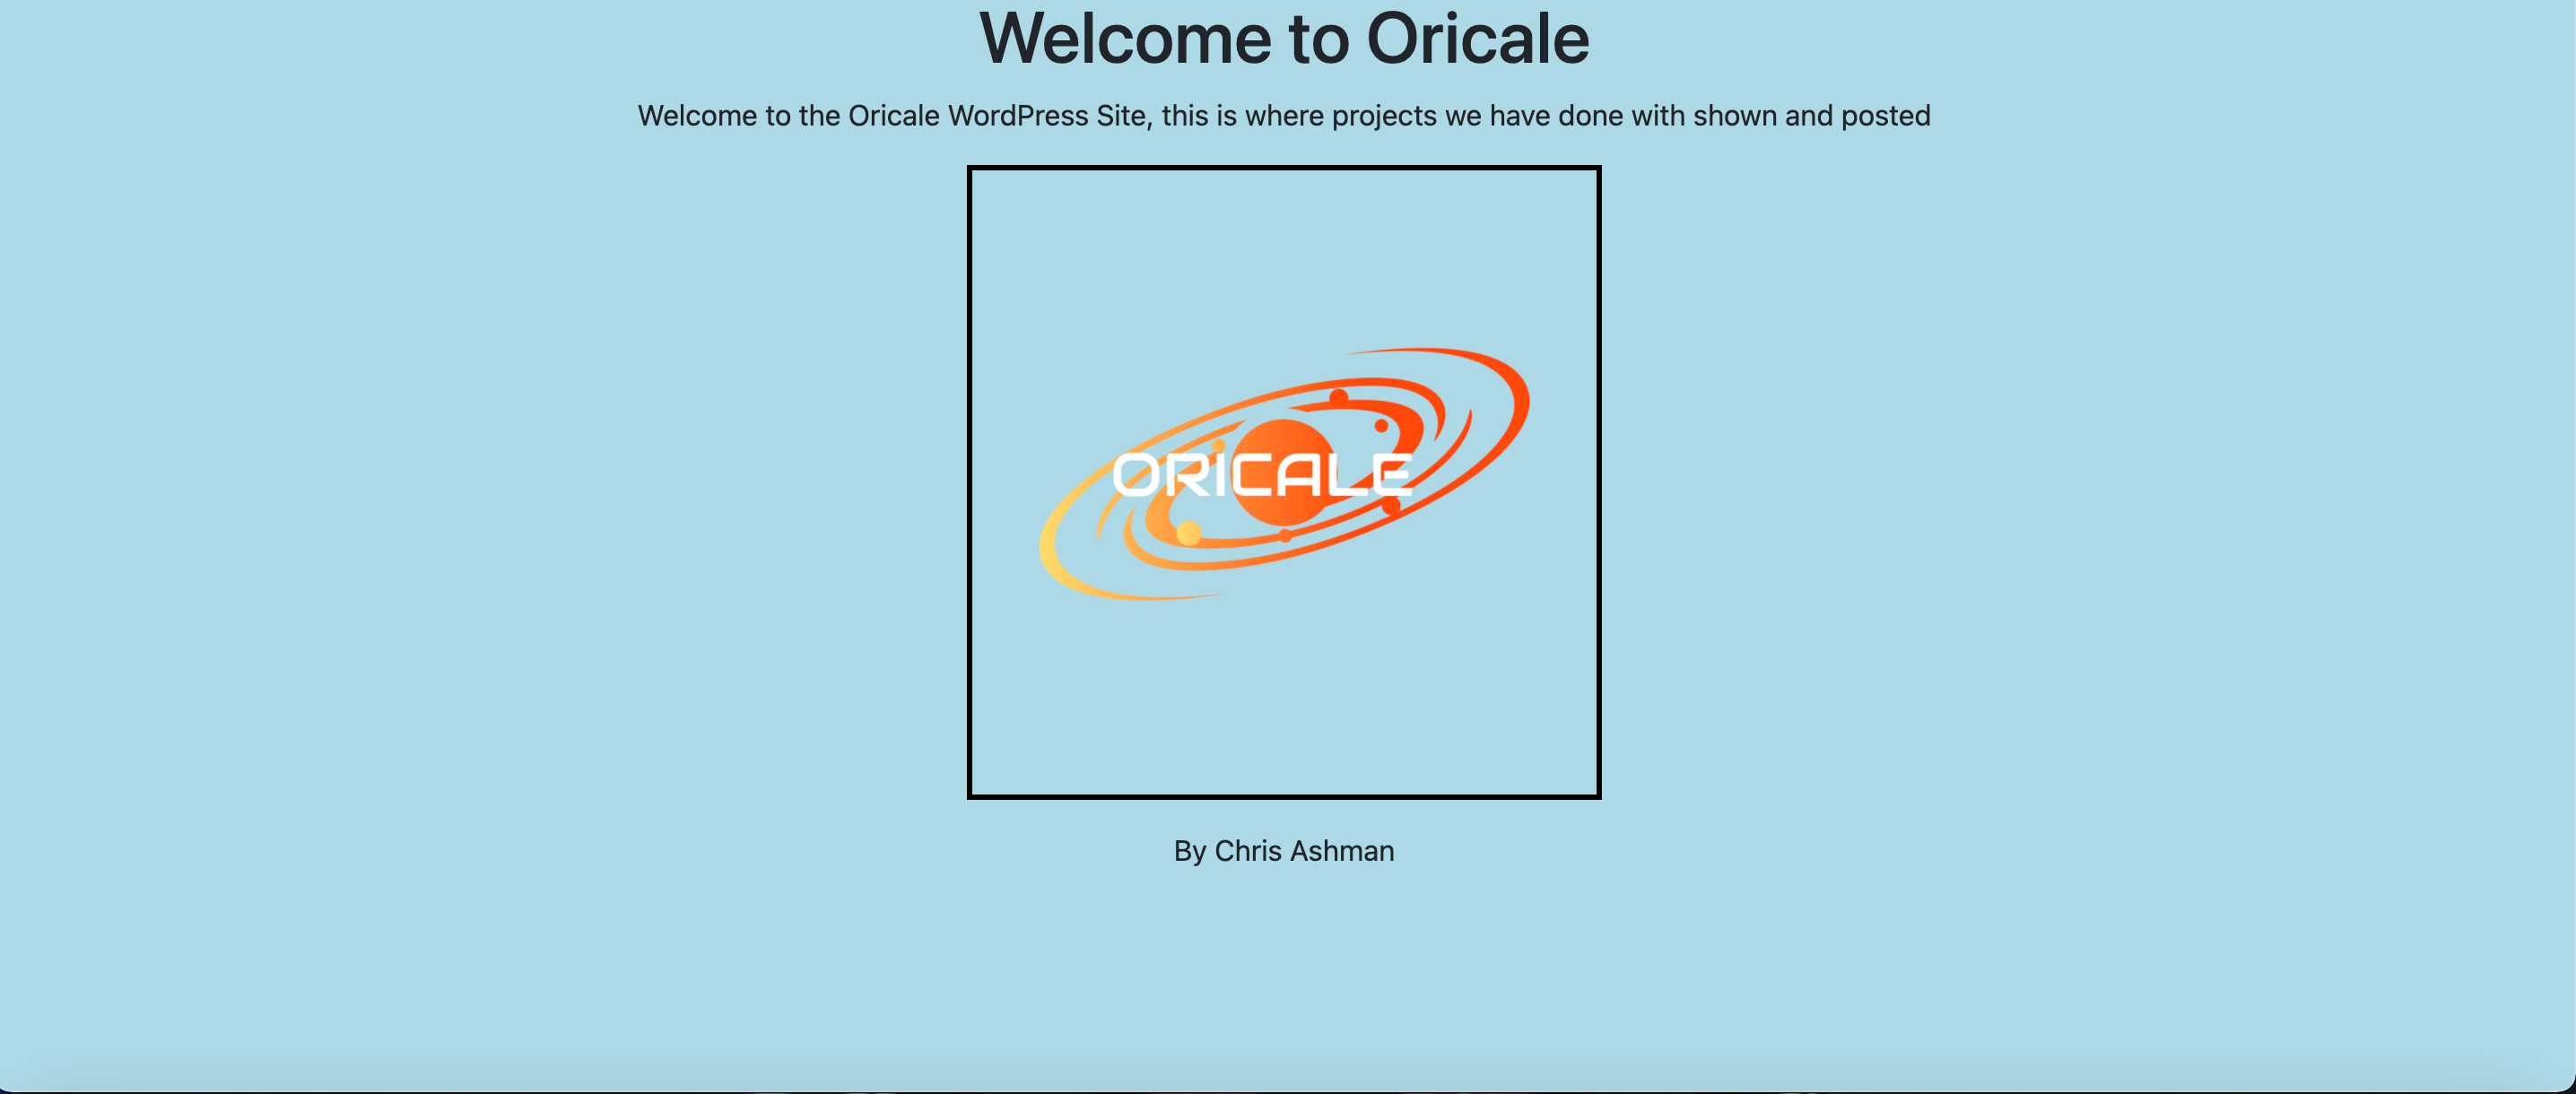 Welcome to Oricale
Welcome to the Oricale WordPress Site, this is where projects we have done with shown and posted
ORICALE
By Chris Ashman